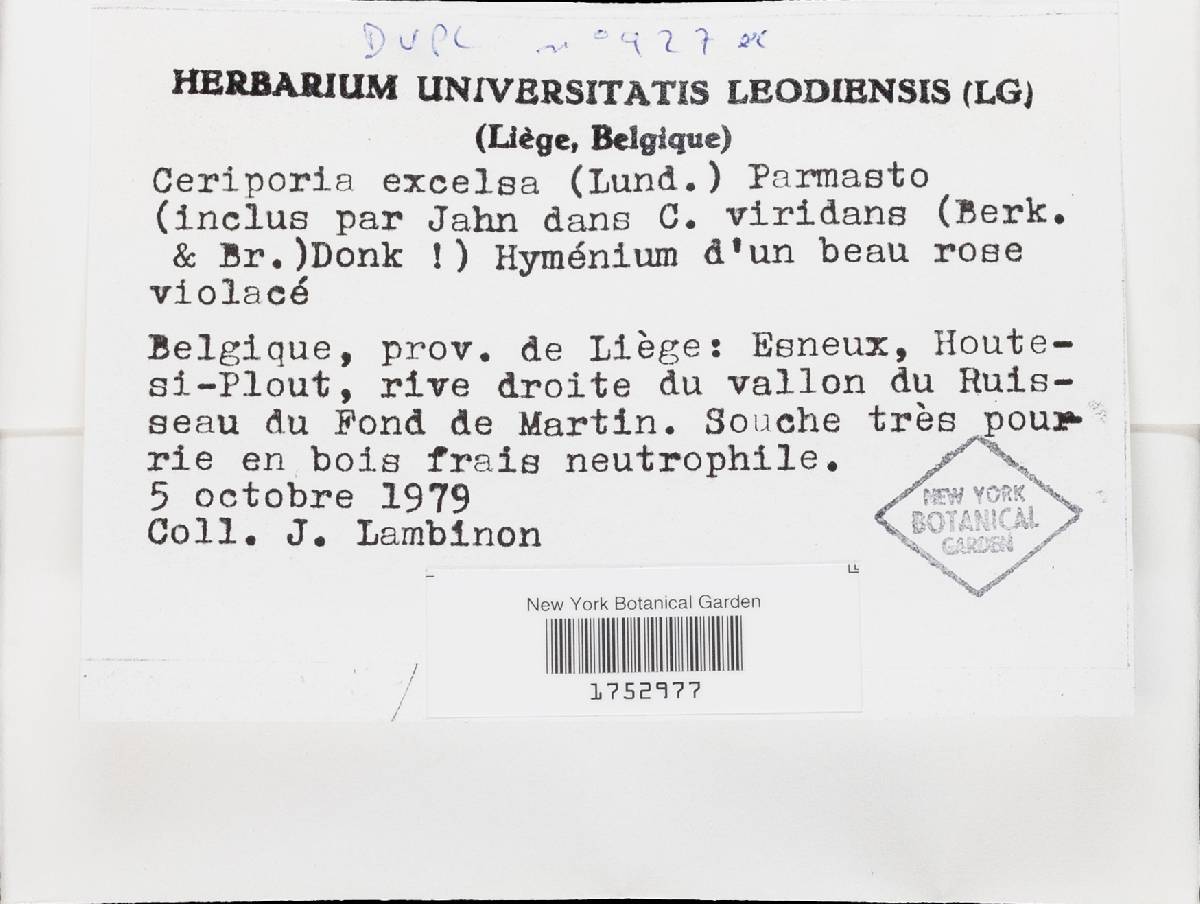 DUPL n° 927
HERBARIUM UNIVERSITATIS LEODIENSIS (LG)
(Liège, Belgique)
Ceriporia excelsa (Lund.) Parmasto
(inclus par Jahn dans C. viridans (Berk.
& Br.)Donk !) Hyménium d'un beau rose
violacé
Belgique, prov. de Liège: Esneux, Houte-
si-Plout, rive droite du vallon du Ruis-
seau du Fond de Martin. Souche très pour-
rie en bois frais neutrophile.
5 octobre 1979
Coll. J. Lambinon
NEW YORK
BOTANICAL
GARDEN
New York Botanical Garden
1752977